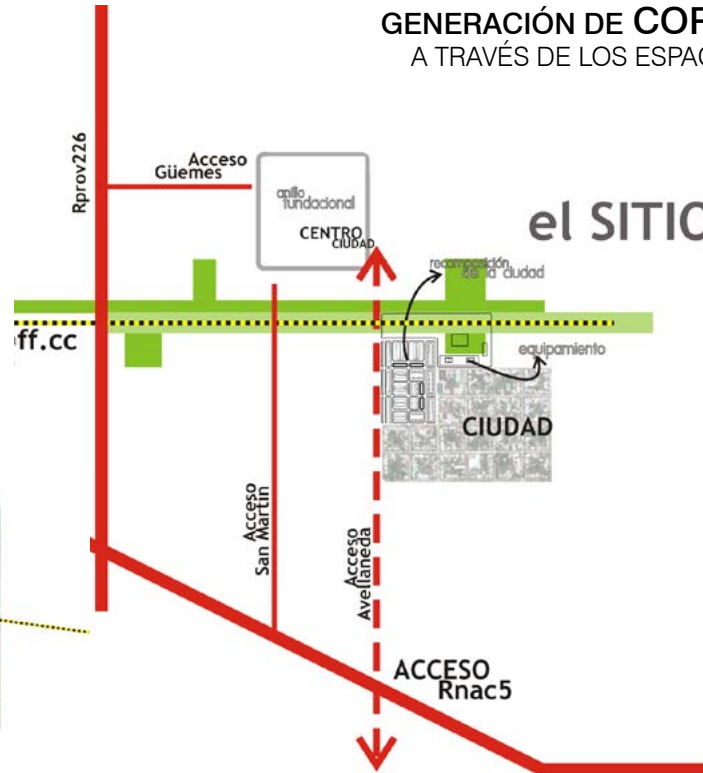 GENERACIÓN DE COR
A TRAVÉS DE LOS ESPAC
Rprov226
Acceso
Güemes
anillo
fundacional
CENTRO
CIUDAD
el SITIO
recomposición
de la ciudad
ff.cc
equipamiento
CIUDAD
Acceso
San Martin
Acceso
Avellaneda
ACCESO
Rnac5